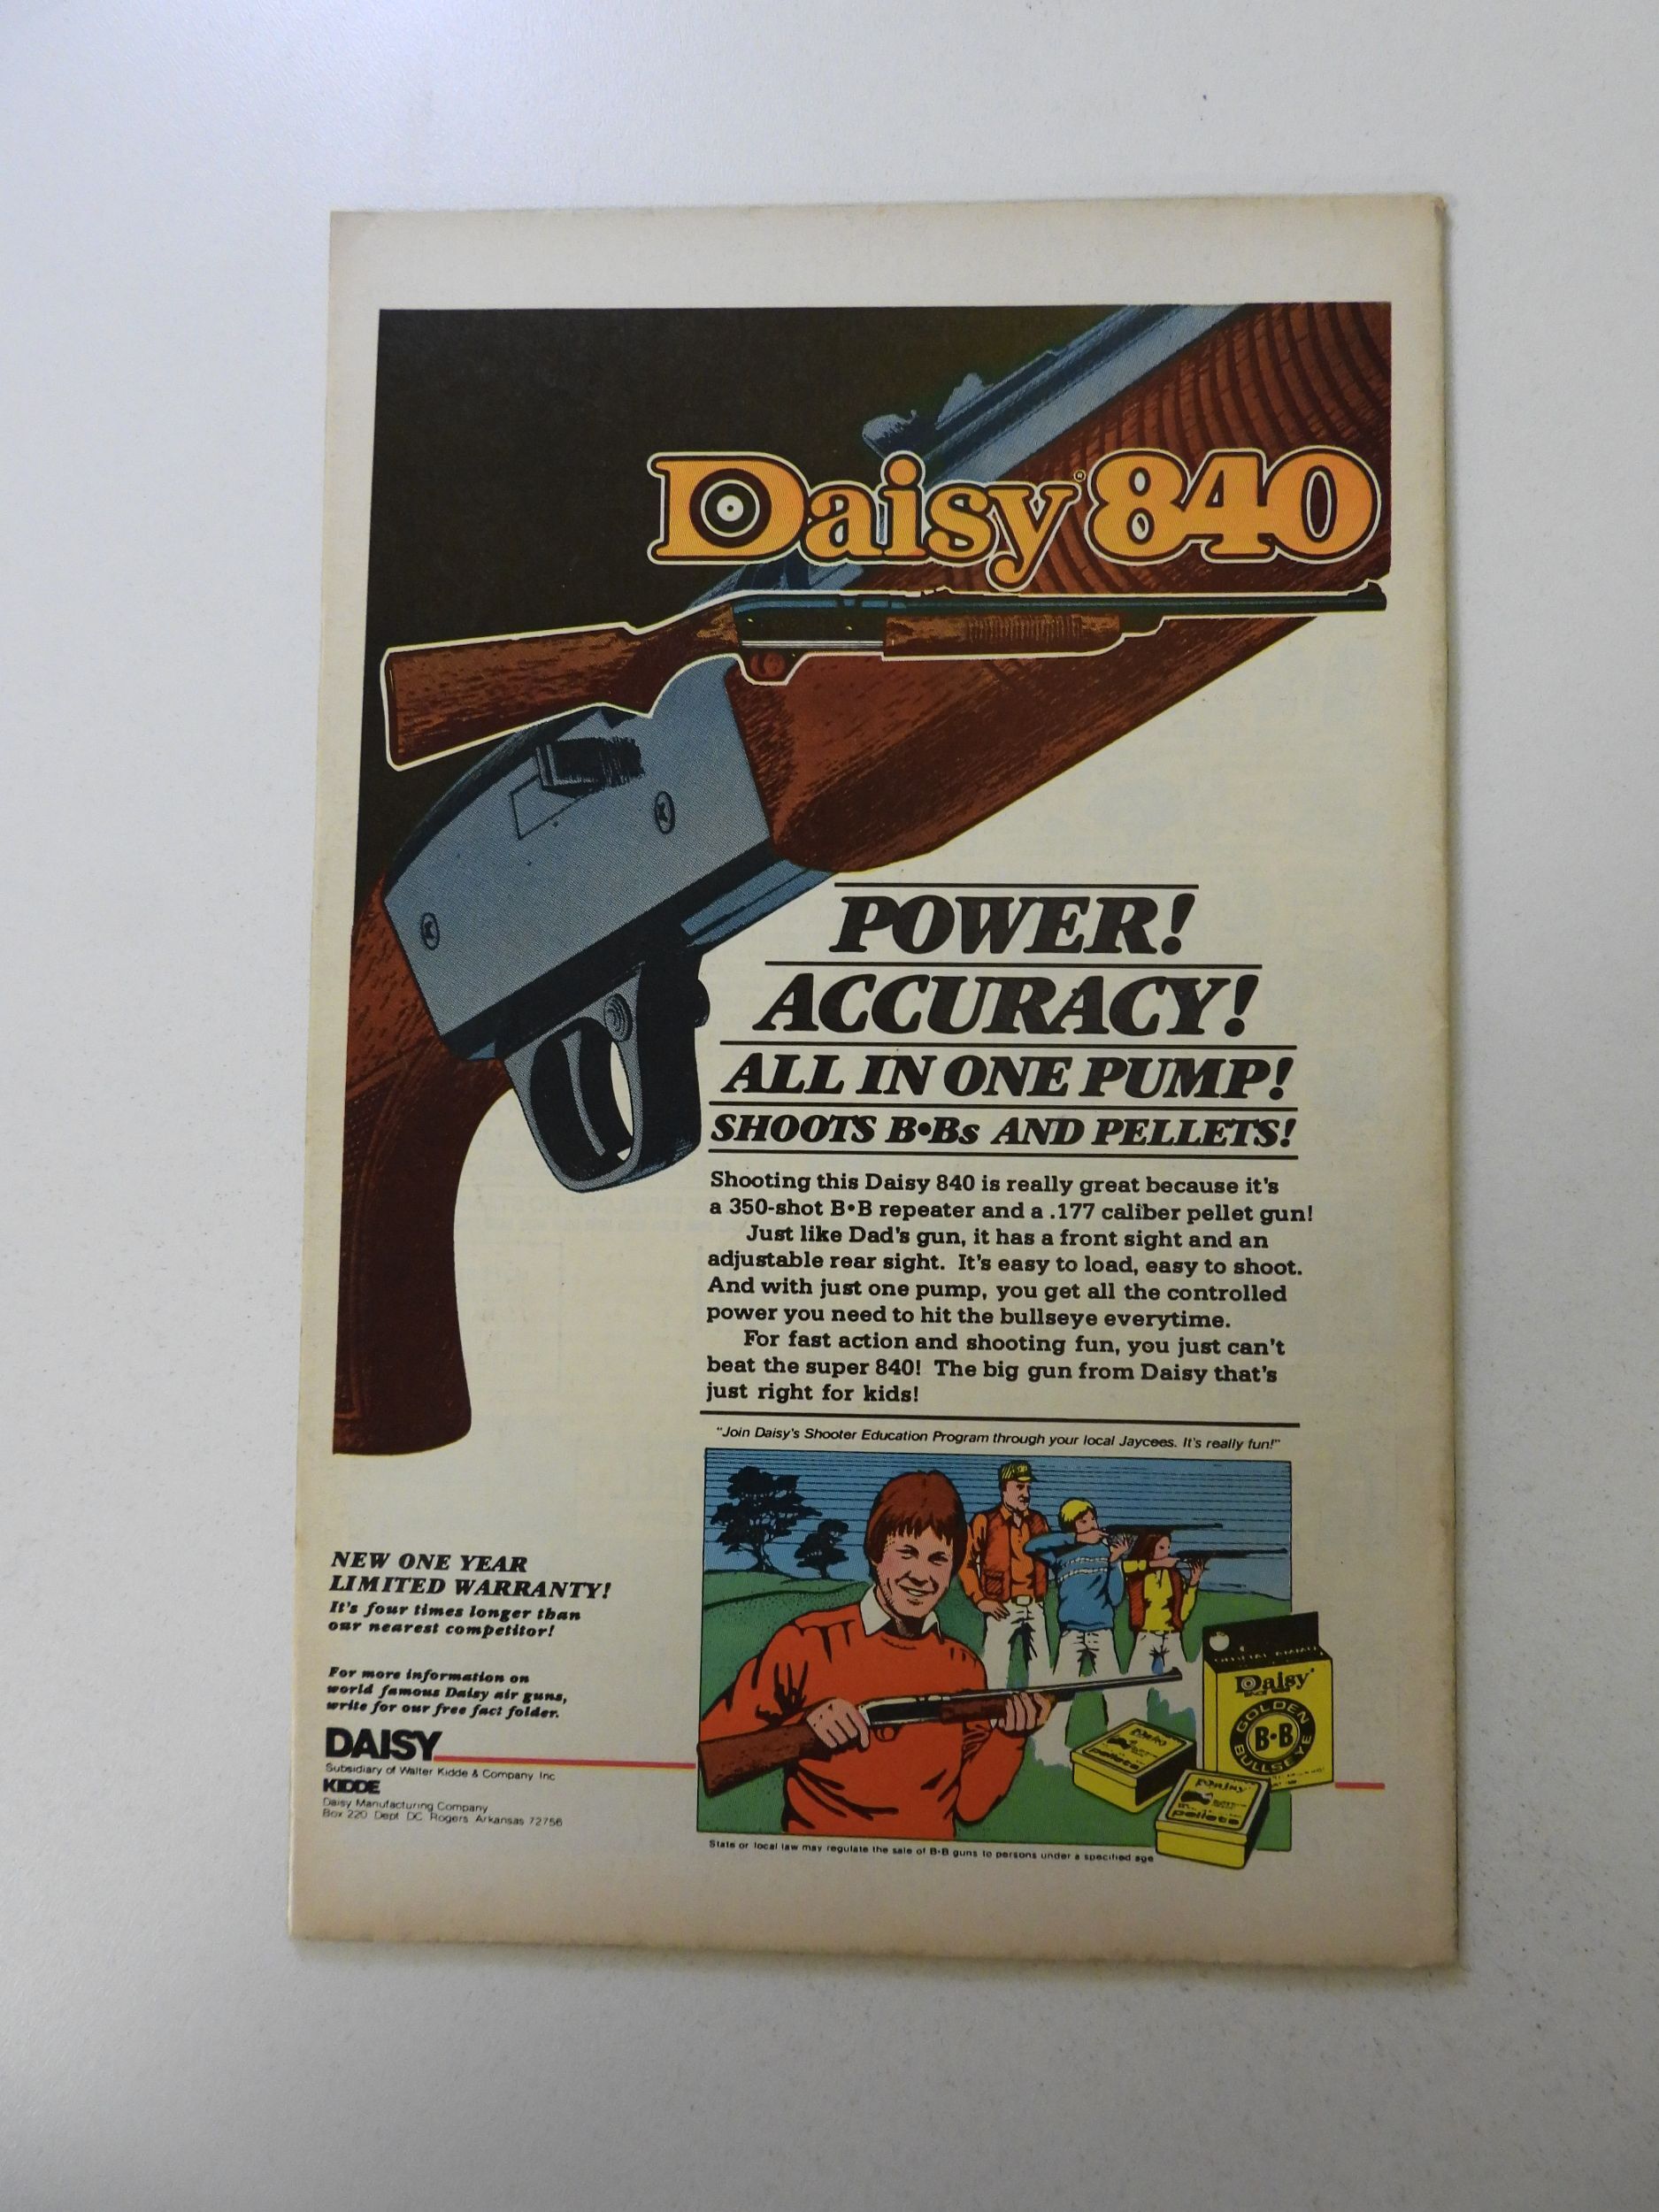 Daisy® 840
POWER!
ACCURACY!
ALL IN ONE PUMP!
SHOOTS B•Bs AND PELLETS!
Shooting this Daisy 840 is really great because it's
a 350-shot B•B repeater and a .177 caliber pellet gun!
Just like Dad's gun, it has a front sight and an
adjustable rear sight. It's easy to load, easy to shoot.
And with just one pump, you get all the controlled
power you need to hit the bullseye everytime.
For fast action and shooting fun, you just can't
beat the super 840! The big gun from Daisy that's
just right for kids!
"Join Daisy's Shooter Education Program through your local Jaycees. It's really fun!"
NEW ONE YEAR
LIMITED WARRANTY!
It's four times longer than
our nearest competitor!
For more information on
world famous Daisy air guns,
write for our free fact folder.
DAISY
Subsidiary of Walter Kidde & Company Inc
KIDDE
Daisy Manufacturing Company
Box 220 Dept DC Rogers Arkansas 72756
Daisy
GOLDEN
B•B
BULLSEYE
pellets
Daisy
pellets
State or local law may regulate the sale of B•B guns to persons under a specified age